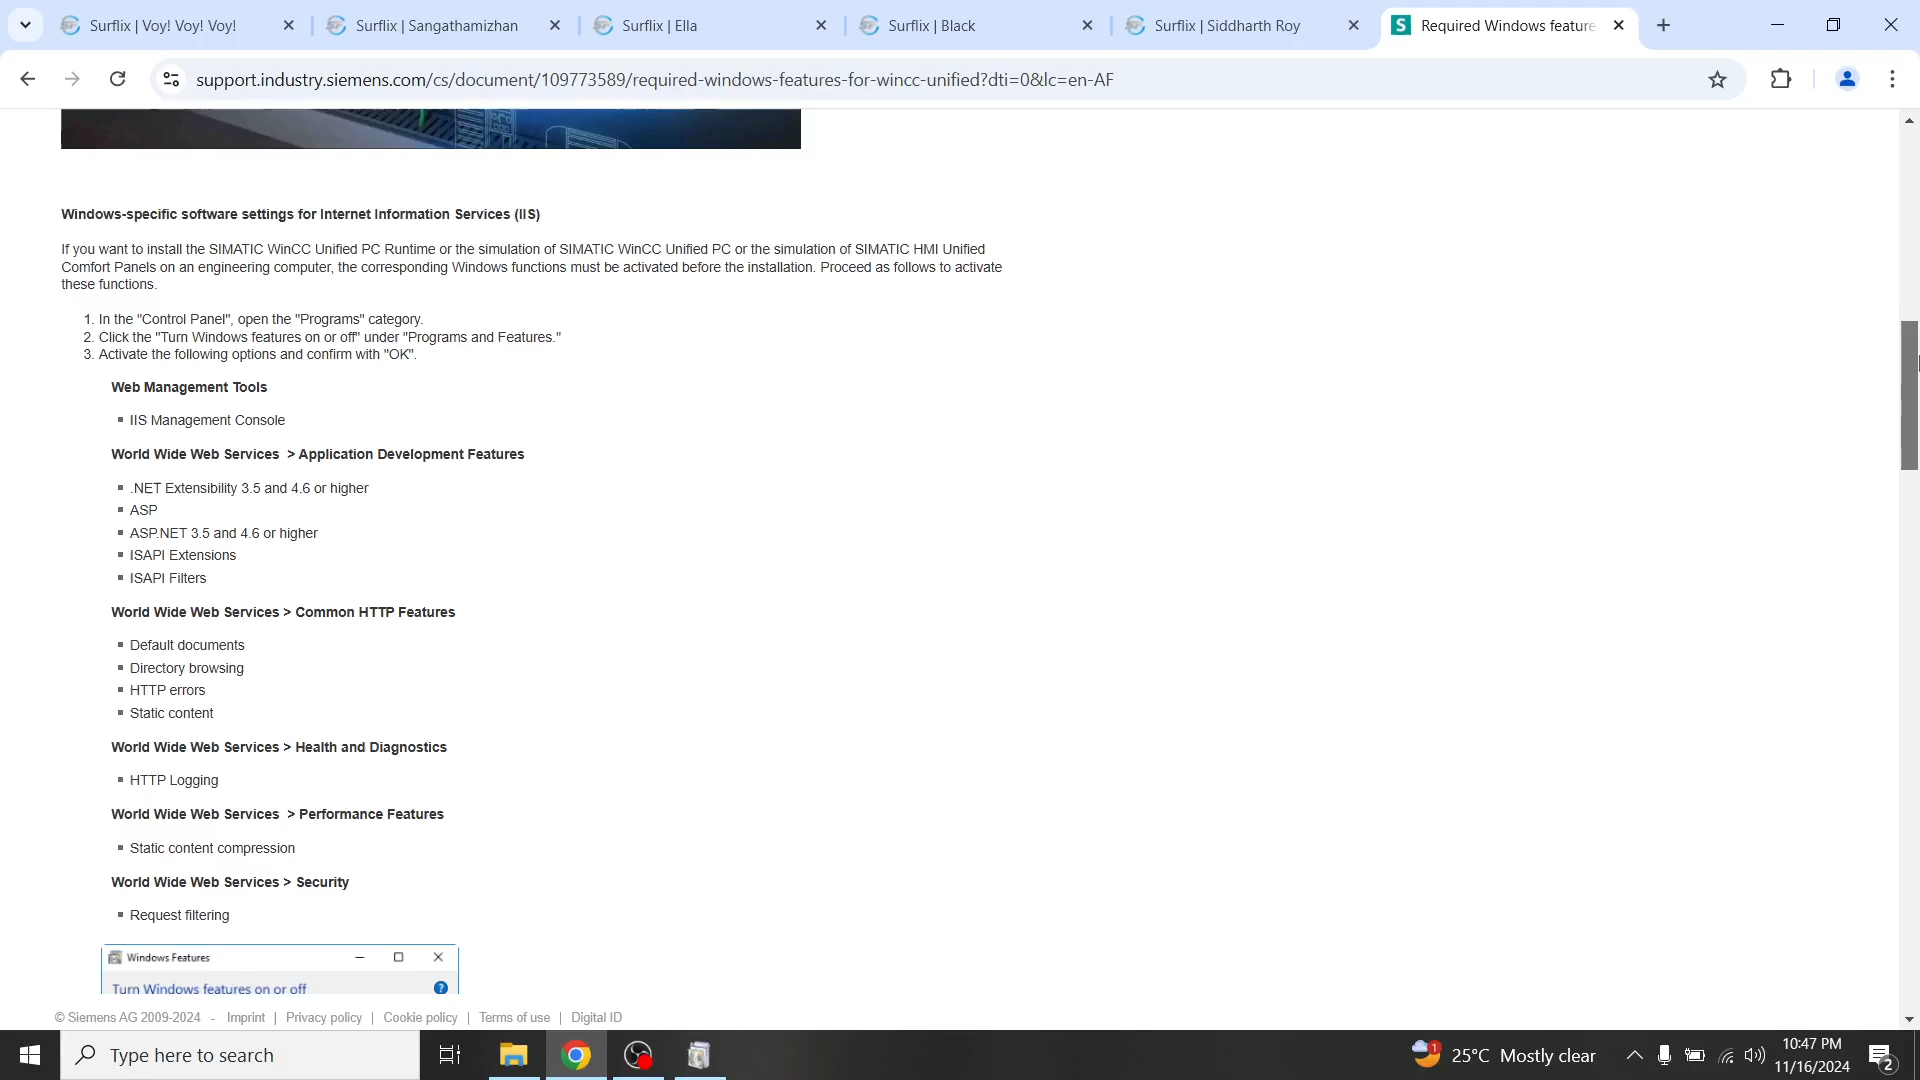 Surflix | Voy! Voy! Voy!
Surflix | Sangathamizhan
Surflix | Ella
Surflix | Black
Surflix | Siddharth Roy
Required Windows feature
support.industry.siemens.com/cs/document/109773589/required-windows-features-for-wincc-unified?dti=0&lc=en-AF
Windows-specific software settings for Internet Information Services (IIS)
If you want to install the SIMATIC WinCC Unified PC Runtime or the simulation of SIMATIC WinCC Unified PC or the simulation of SIMATIC HMI Unified
Comfort Panels on an engineering computer, the corresponding Windows functions must be activated before the installation. Proceed as follows to activate
these functions.
1. In the "Control Panel", open the "Programs" category.
2. Click the "Turn Windows features on or off" under "Programs and Features."
3. Activate the following options and confirm with "OK".
Web Management Tools
IIS Management Console
World Wide Web Services > Application Development Features
.NET Extensibility 3.5 and 4.6 or higher
ASP
ASP.NET 3.5 and 4.6 or higher
ISAPI Extensions
ISAPI Filters
World Wide Web Services > Common HTTP Features
Default documents
Directory browsing
HTTP errors
Static content
World Wide Web Services > Health and Diagnostics
HTTP Logging
World Wide Web Services > Performance Features
Static content compression
World Wide Web Services > Security
Request filtering
Windows Features
Turn Windows features on or off
© Siemens AG 2009-2024 - Imprint | Privacy policy | Cookie policy | Terms of use | Digital ID
Type here to search
1
25°C Mostly clear
10:47 PM
11/16/2024
2